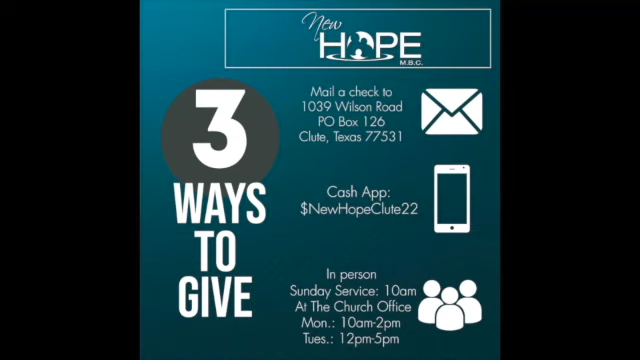 New
HOPE
M.B.C.
3
WAYS
TO
GIVE
Mail a check to
1039 Wilson Road
PO Box 126
Clute, Texas 77531
Cash App:
$NewHopeClute22
In person
Sunday Service: 10am
At The Church Office
Mon.: 10am-2pm
Tues.: 12pm-5pm